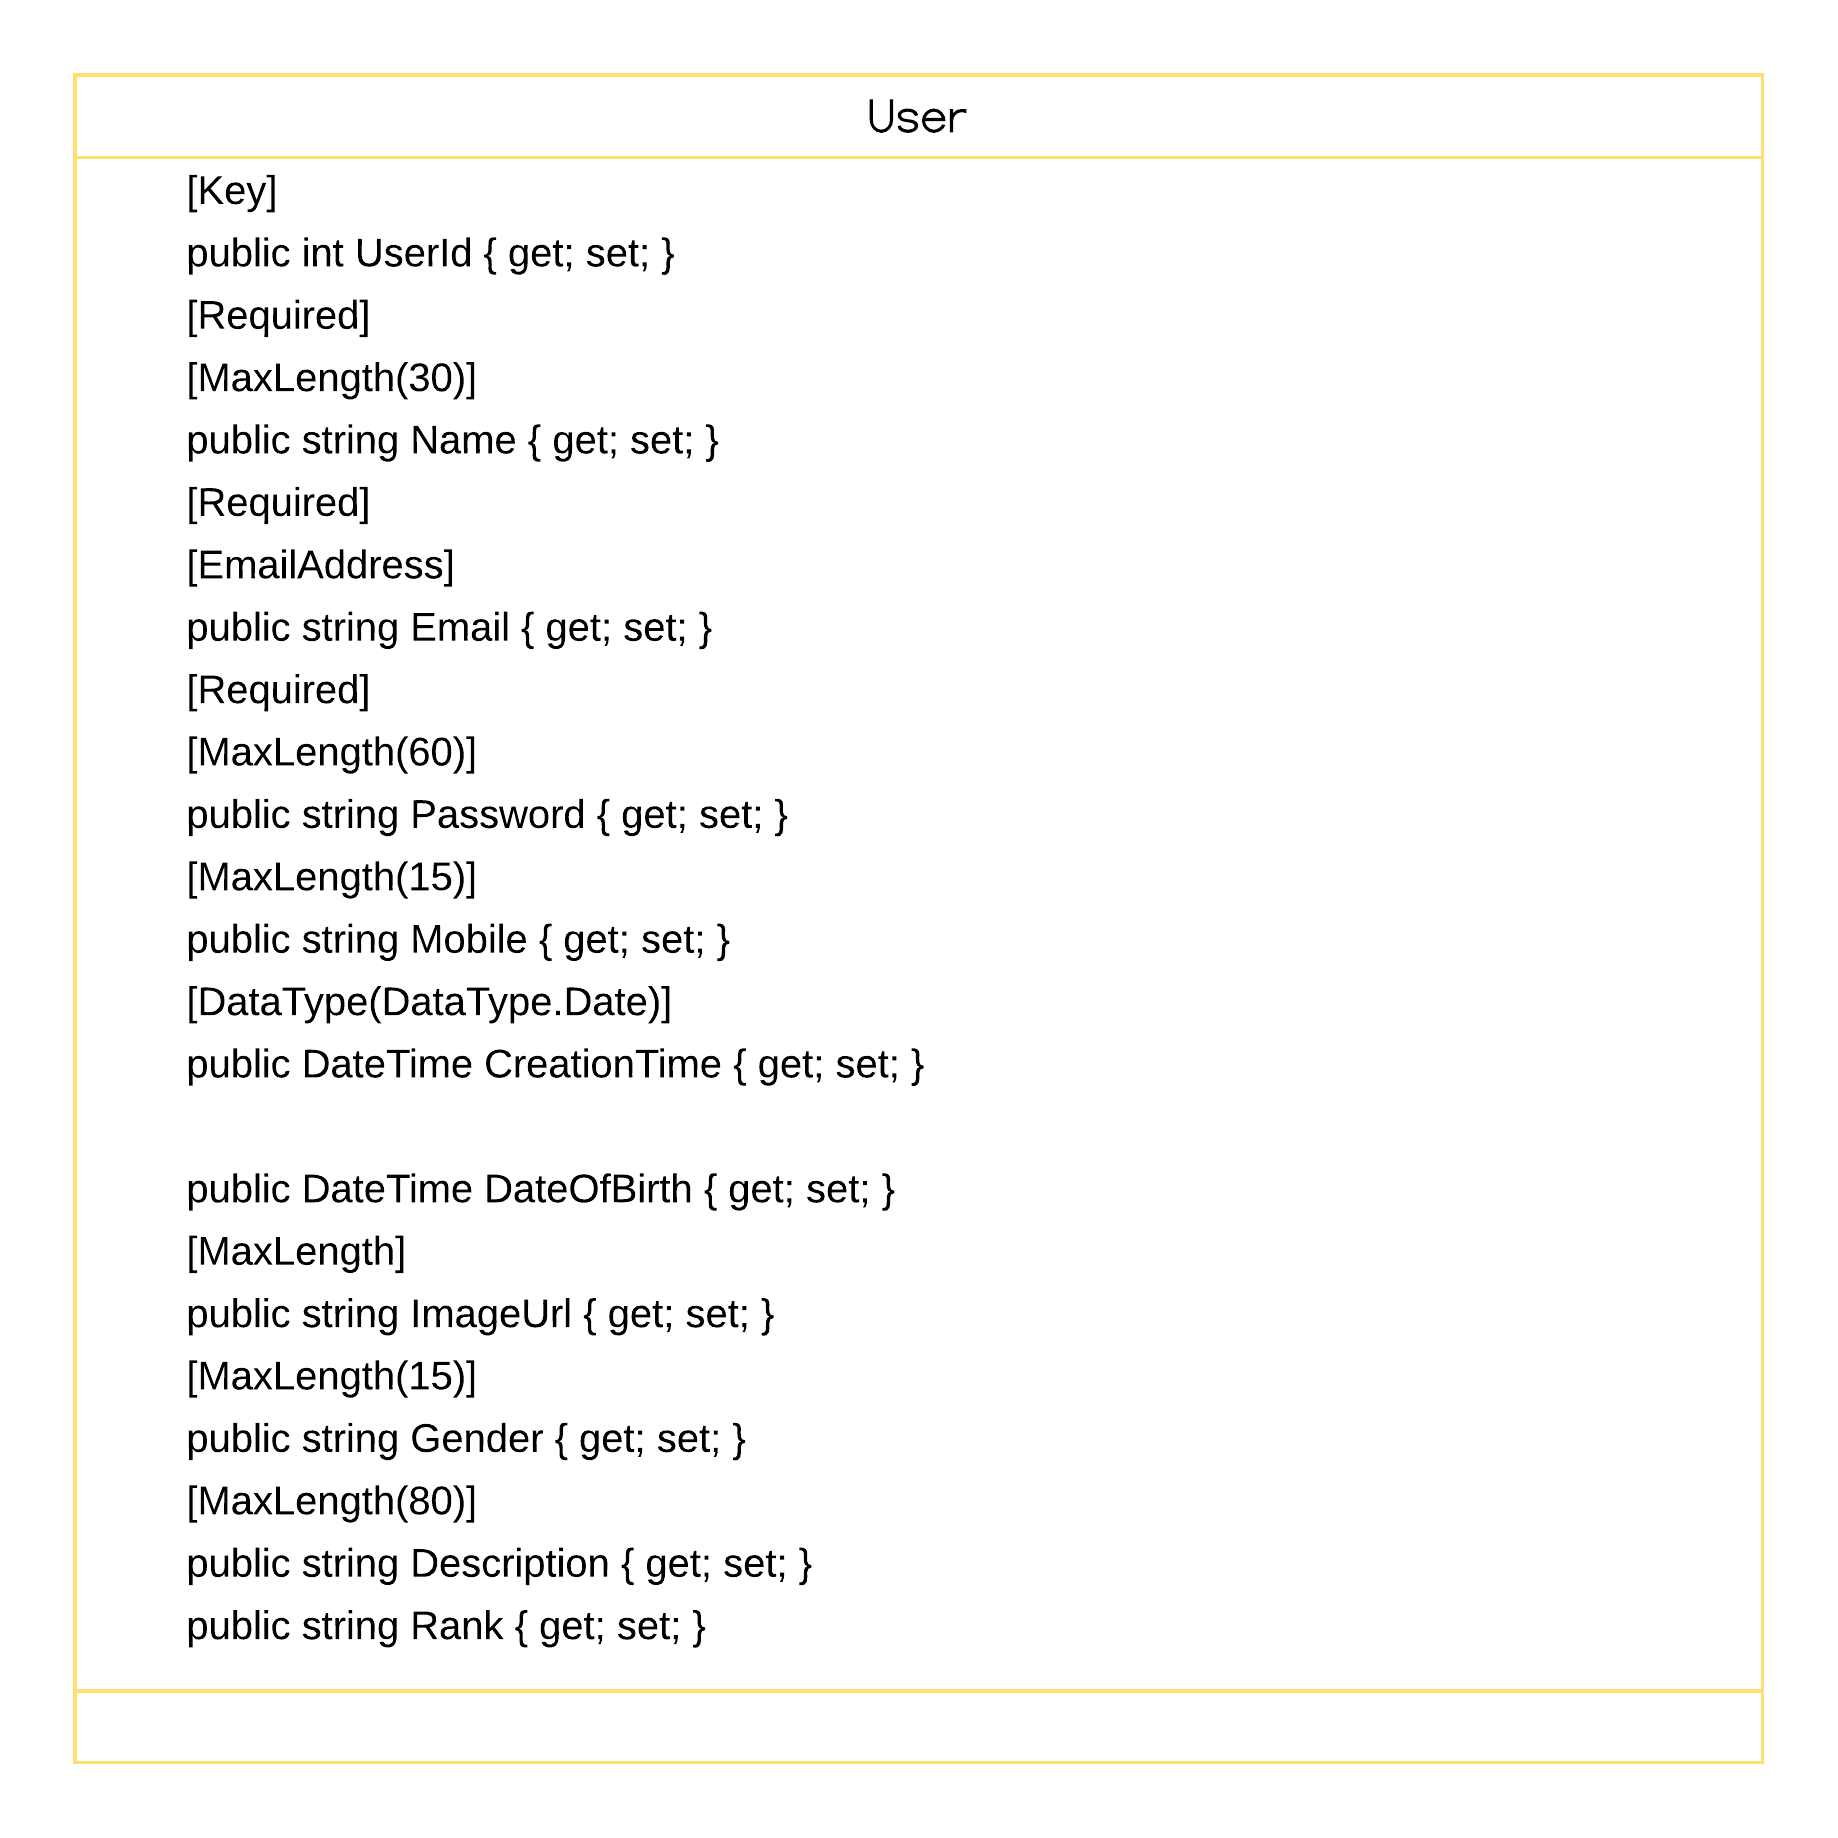 User
[Key]
public int UserId { get; set; }
[Required]
[MaxLength(30)]
public string Name { get; set; }
[Required]
[EmailAddress]
public string Email { get; set; }
[Required]
[MaxLength(60)]
public string Password { get; set; }
[MaxLength(15)]
public string Mobile { get; set; }
[DataType(DataType.Date)]
public DateTime CreationTime { get; set; }
public DateTime DateOfBirth { get; set; }
[MaxLength]
public string ImageUrl { get; set; }
[MaxLength(15)]
public string Gender { get; set; }
[MaxLength(80)]
public string Description { get; set; }
public string Rank { get; set; }